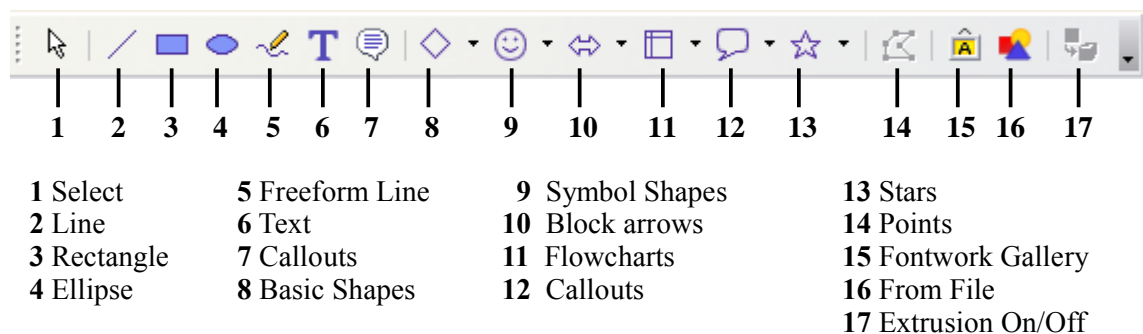 T
A
1 2 3 4 5 6 7 8 9 10 11 12 13 14 15 16 17
1 Select
2 Line
3 Rectangle
4 Ellipse
5 Freeform Line
6 Text
7 Callouts
8 Basic Shapes
9 Symbol Shapes
10 Block arrows
11 Flowcharts
12 Callouts
13 Stars
14 Points
15 Fontwork Gallery
16 From File
17 Extrusion On/Off